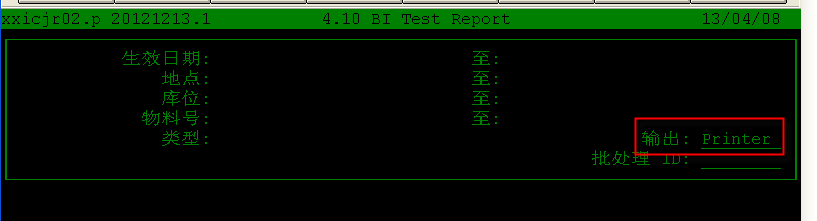 xxicjr02.p 20121213.1 4.10 BI Test Report 13/04/08
生效日期: 至:
地点: 至:
库位: 至:
物料号: 至:
类型: 输出: Printer
批处理 ID: